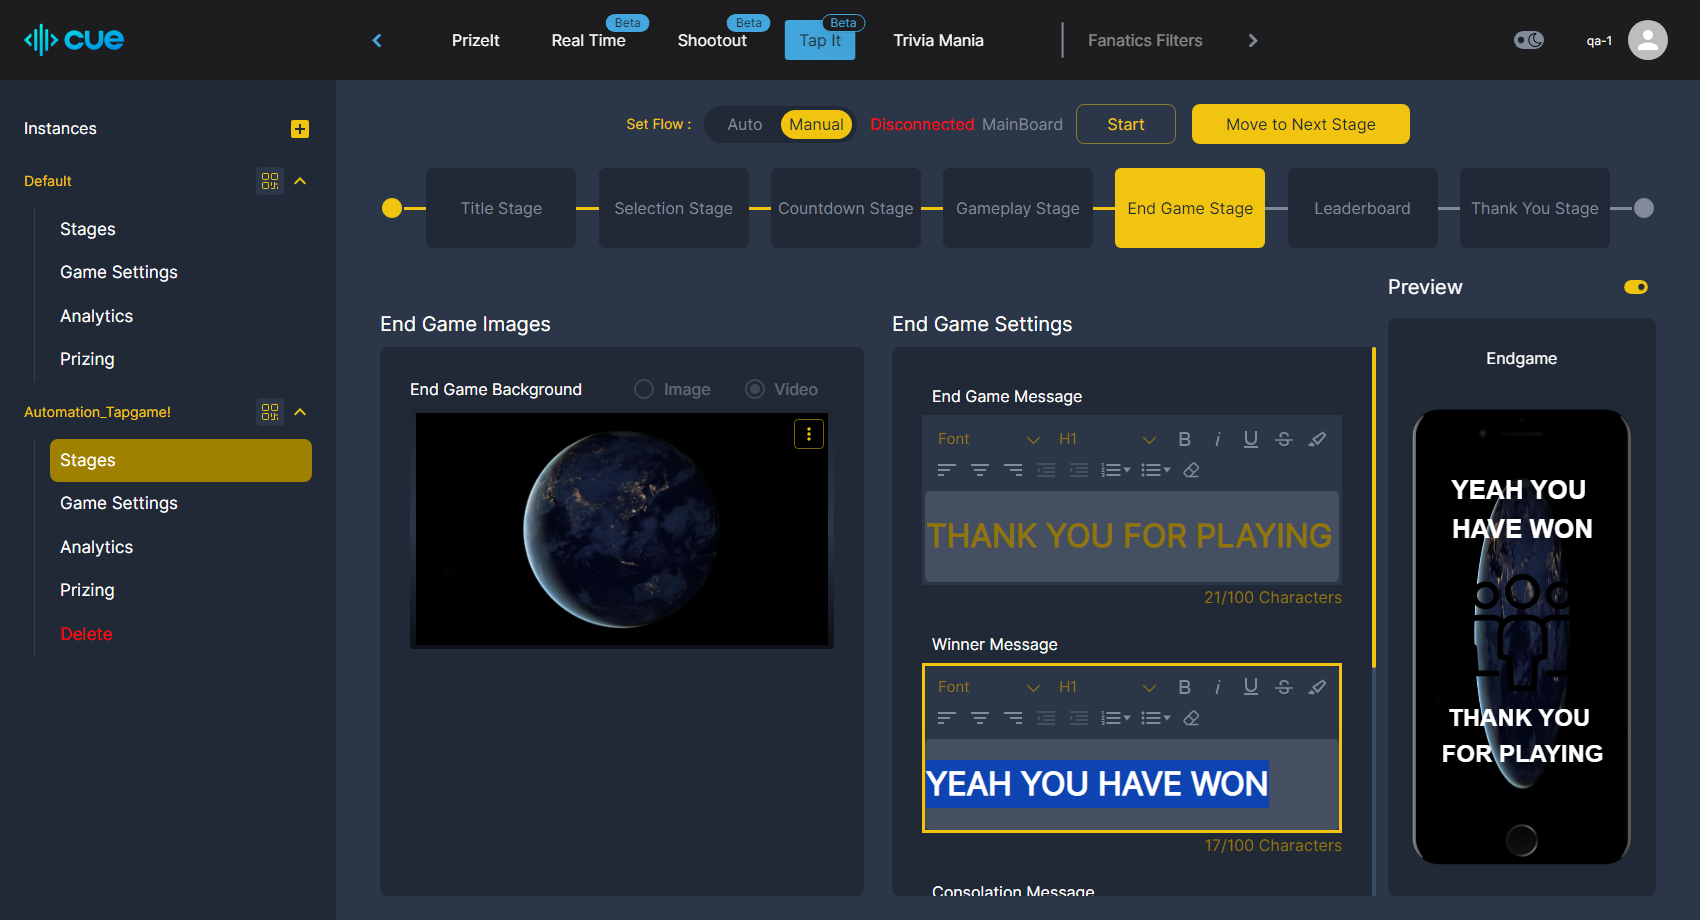 cue
PrizeIt
Real Time
Beta
Shootout
Beta
Tap It
Beta
Trivia Mania
Fanatics Filters
qa-1
Instances
Default
Stages
Game Settings
Analytics
Prizing
Automation_Tapgame!
Stages
Game Settings
Analytics
Prizing
Delete
Set Flow :
Auto
Manual
Disconnected
MainBoard
Start
Move to Next Stage
Title Stage
Selection Stage
Countdown Stage
Gameplay Stage
End Game Stage
Leaderboard
Thank You Stage
End Game Images
End Game Background
Image
Video
End Game Settings
End Game Message
Font
H1
B
i
U
S
THANK YOU FOR PLAYING
21/100 Characters
Winner Message
Font
H1
B
i
U
S
YEAH YOU HAVE WON
17/100 Characters
Consolation Message
Preview
Endgame
YEAH YOU
HAVE WON
THANK YOU
FOR PLAYING